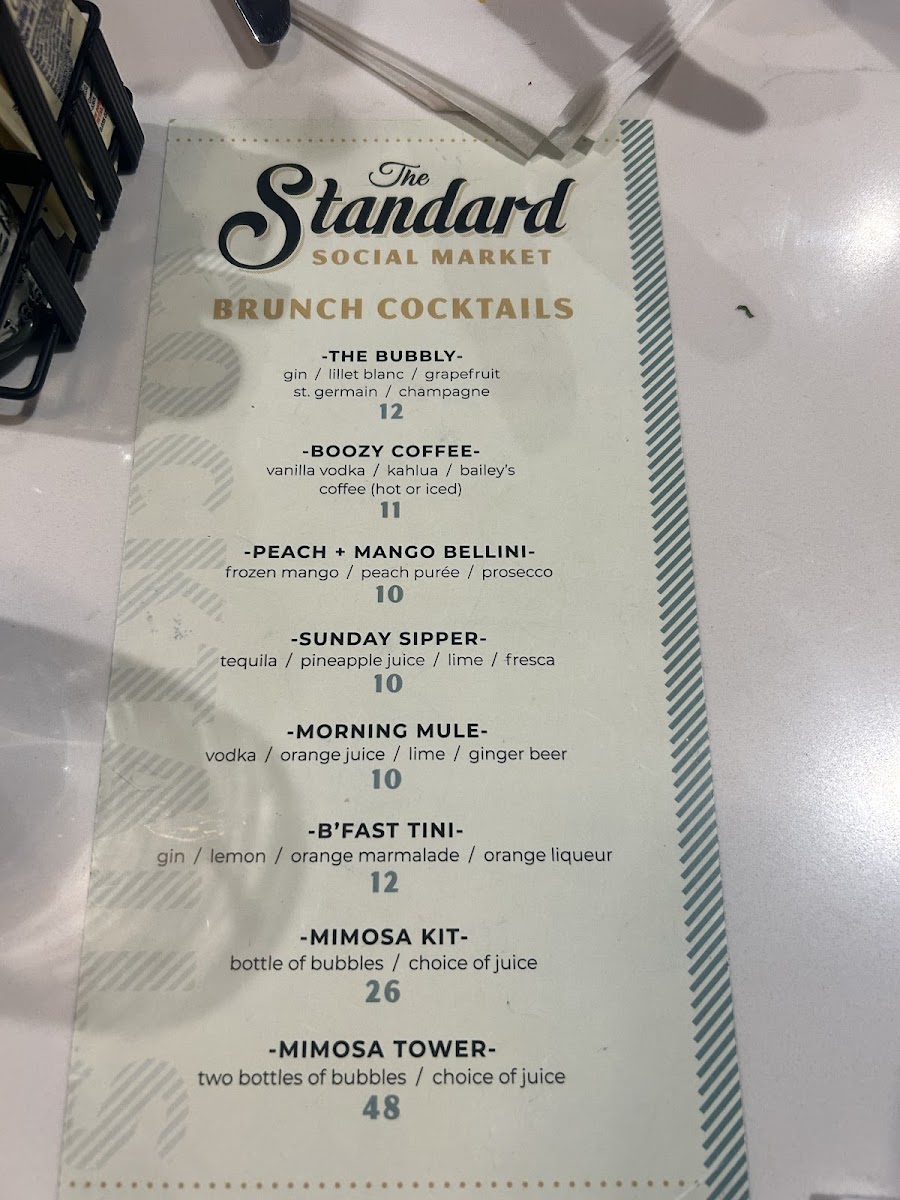 The
Standard
SOCIAL MARKET
BRUNCH COCKTAILS
-THE BUBBLY-
gin / lillet blanc / grapefruit
st. germain / champagne
12
-BOOZY COFFEE-
vanilla vodka / kahlua / bailey's
coffee (hot or iced)
11
-PEACH + MANGO BELLINI-
frozen mango / peach purée / prosecco
10
-SUNDAY SIPPER-
tequila / pineapple juice / lime / fresca
10
-MORNING MULE-
vodka / orange juice / lime / ginger beer
10
-B'FAST TINI-
gin / lemon / orange marmalade / orange liqueur
12
-MIMOSA KIT-
bottle of bubbles / choice of juice
26
-MIMOSA TOWER-
two bottles of bubbles / choice of juice
48